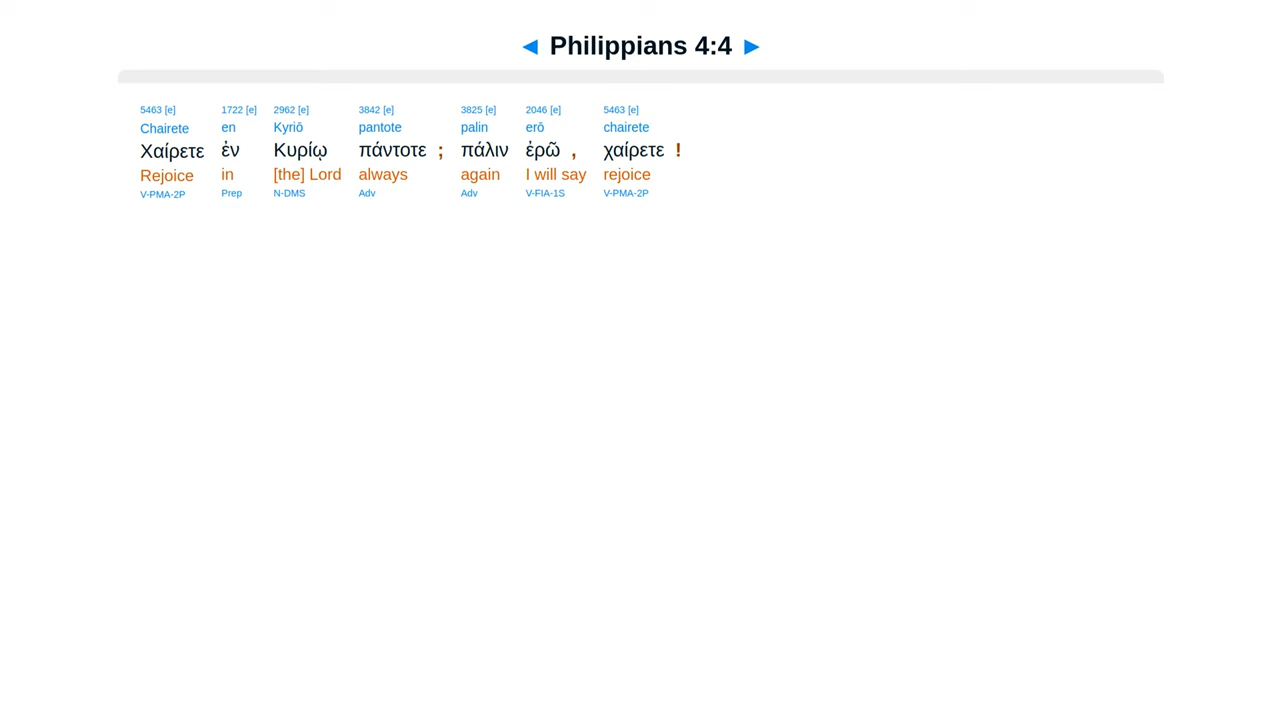 ◄ Philippians 4:4 ►
5463 [e] 1722 [e] 2962 [e] 3842 [e] 3825 [e] 2046 [e] 5463 [e]
Chairete en Kyriō pantote palin erō chairete
Χαίρετε ἐν Κυρίῳ πάντοτε ; πάλιν ἐρῶ , χαίρετε !
Rejoice in [the] Lord always again I will say rejoice
V-PMA-2P Prep N-DMS Adv Adv V-FIA-1S V-PMA-2P